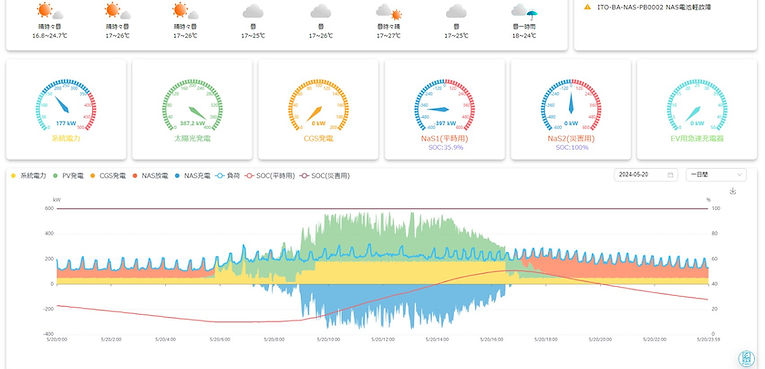 晴時々曇 晴時々曇 晴時々曇 曇 曇 曇時々晴 曇 曇一時雨
16.8~24.7℃ 17~26℃ 17~26℃ 17~25℃ 17~26℃ 17~27℃ 17~25℃ 18~24℃
ITO-BA-NAS-PB0002 NAS電池軽故障
177 kW
系統電力
387.2 kW
太陽光発電
0 kW
CGS発電
-397 kW
NaS1(平時用)
SOC:35.9%
0 kW
NaS2(災害用)
SOC:100%
0 kW
EV用急速充電器
系統電力 PV発電 CGS発電 NAS放電 NAS充電 負荷 SOC(平時用) SOC(災害用)
2024-05-20 一日間
kW %
600 100
400 80
200 60
0 40
-200 20
-400 0
5/20/0:00 5/20/2:00 5/20/4:00 5/20/6:00 5/20/8:00 5/20/10:00 5/20/12:00 5/20/14:00 5/20/16:00 5/20/18:00 5/20/20:00 5/20/22:00 5/20/23:59